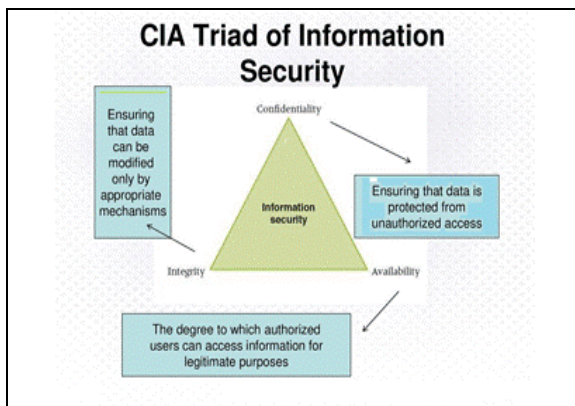 CIA Triad of Information
Security
Ensuring
that data
can be
modified
only by
appropriate
mechanisms
Confidentiality
Ensuring that data is
protected from
unauthorized access
Information
security
Integrity
Availability
The degree to which authorized
users can access information for
legitimate purposes